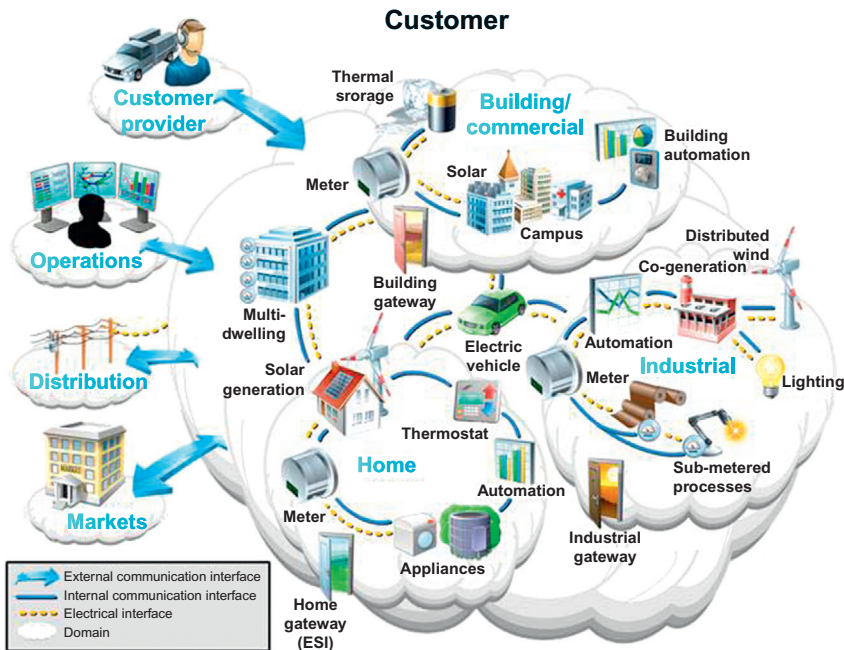 Customer
Customer
provider
Thermal
srorage
Building/
commercial
Building
automation
Meter
Solar
Campus
Operations
Building
gateway
Distributed
wind
Co-generation
Multi-
dwelling
Electric
vehicle
Automation
Industrial
Distribution
Solar
generation
Meter
Lighting
Thermostat
Home
Sub-metered
processes
Markets
MARKET
Meter
Automation
Appliances
Industrial
gateway
Home
gateway
(ESI)
External communication interface
Internal communication interface
Electrical interface
Domain